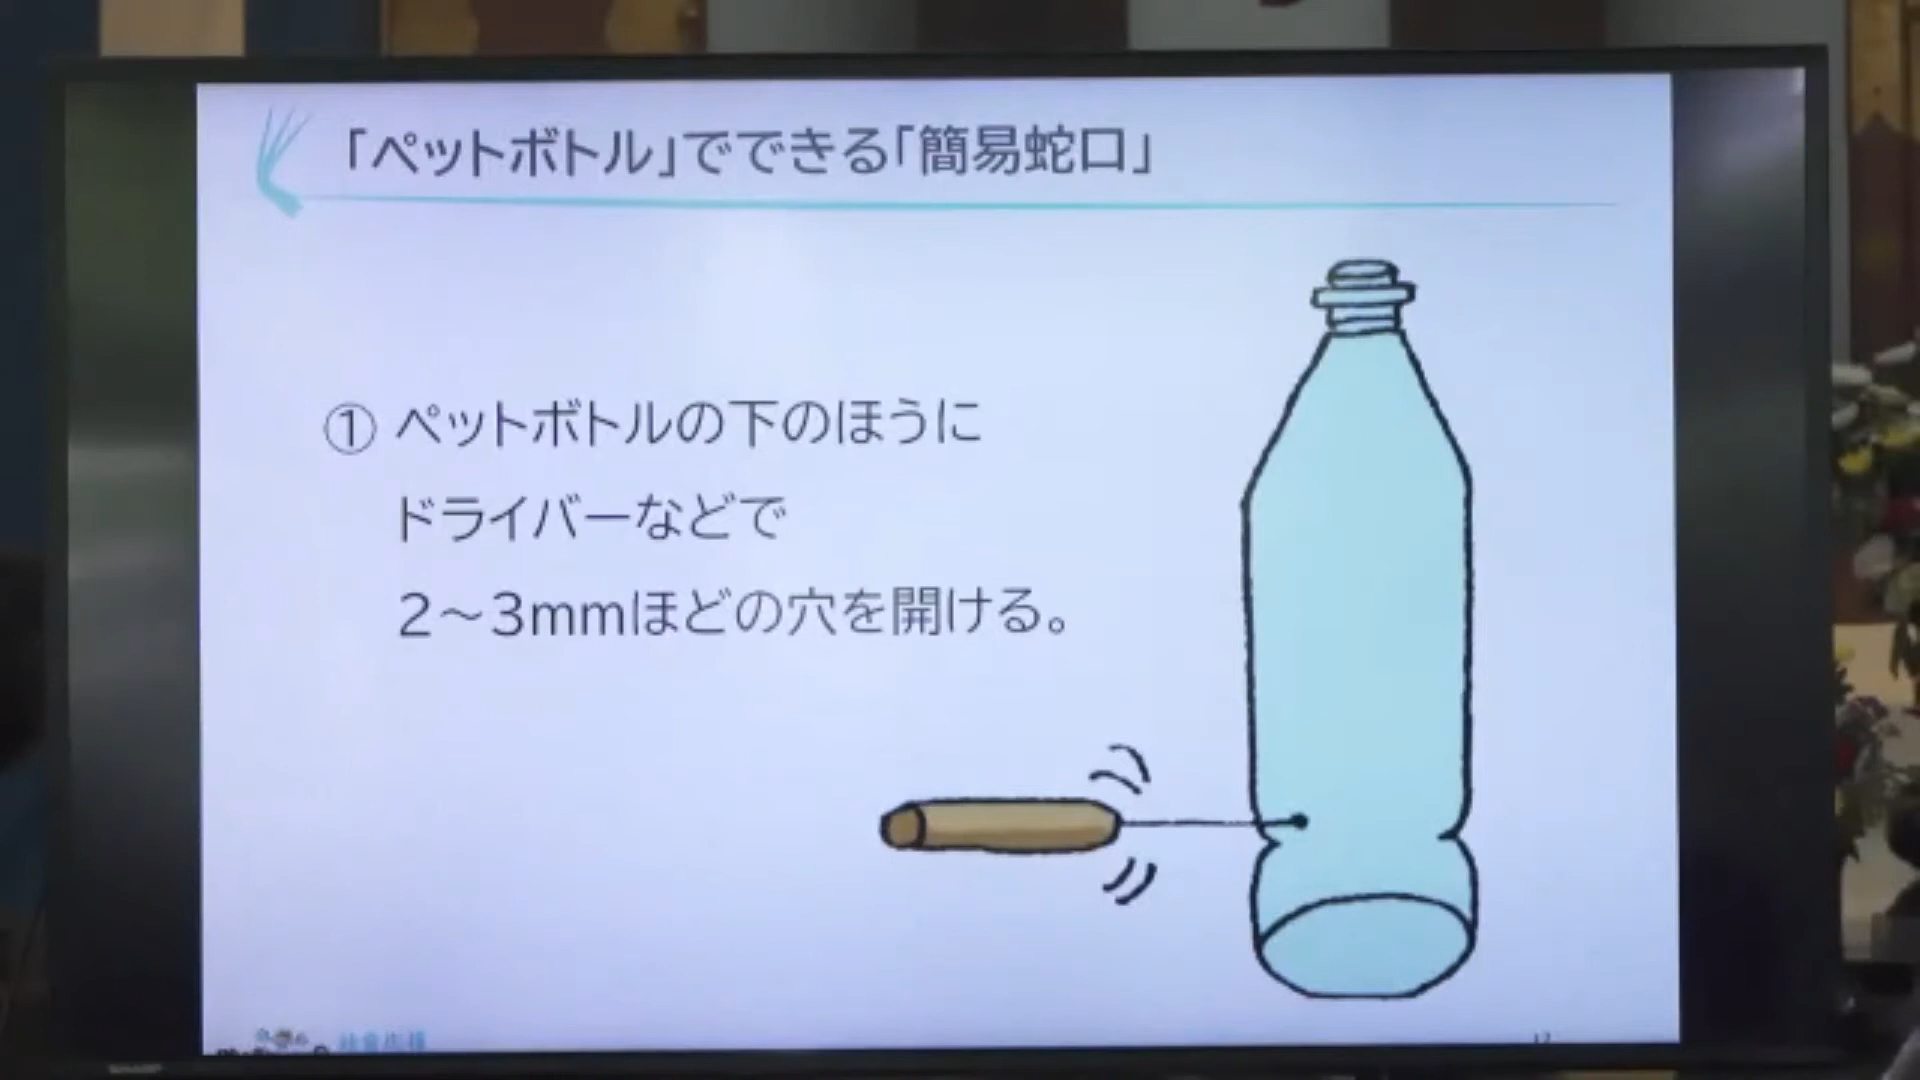 「ペットボトル」でできる「簡易蛇口」
① ペットボトルの下のほうに
ドライバーなどで
2～3mmほどの穴を開ける。